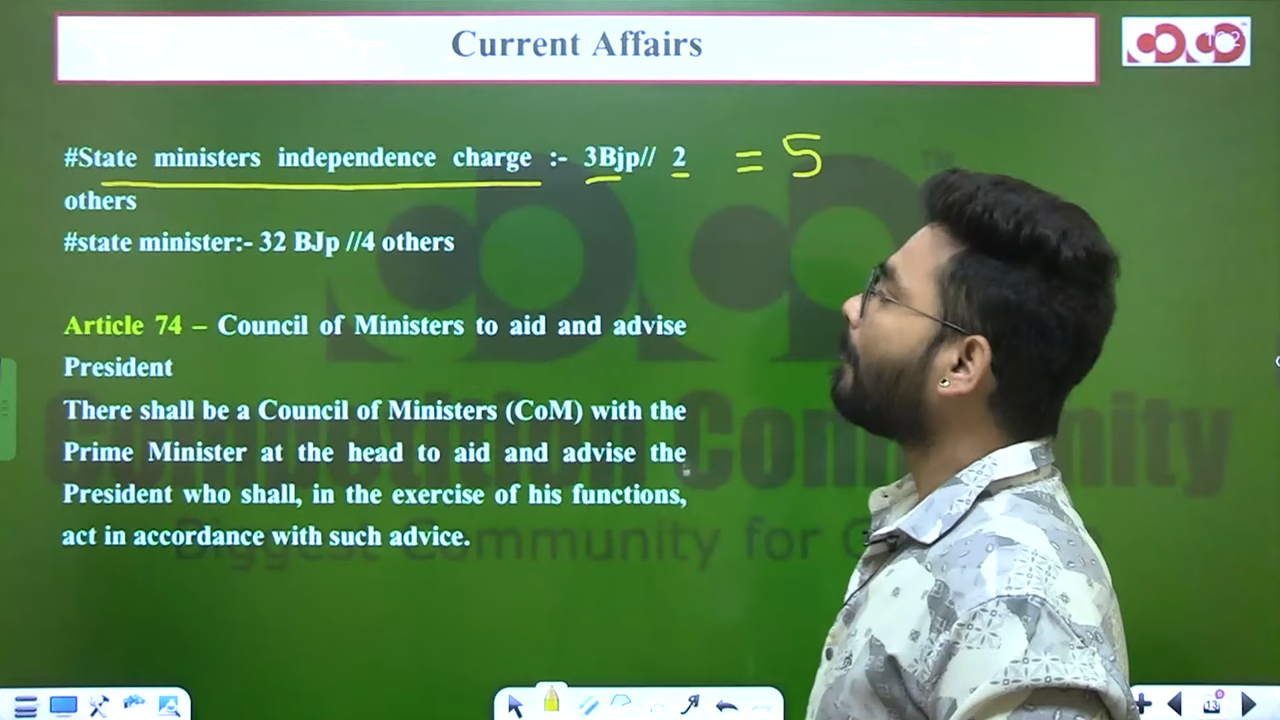 Current Affairs
#State ministers independence charge :- 3Bjp// 2 = 5
others
#state minister:- 32 BJp //4 others
Article 74 – Council of Ministers to aid and advise
President
There shall be a Council of Ministers (CoM) with the
Prime Minister at the head to aid and advise the
President who shall, in the exercise of his functions,
act in accordance with such advice.
13